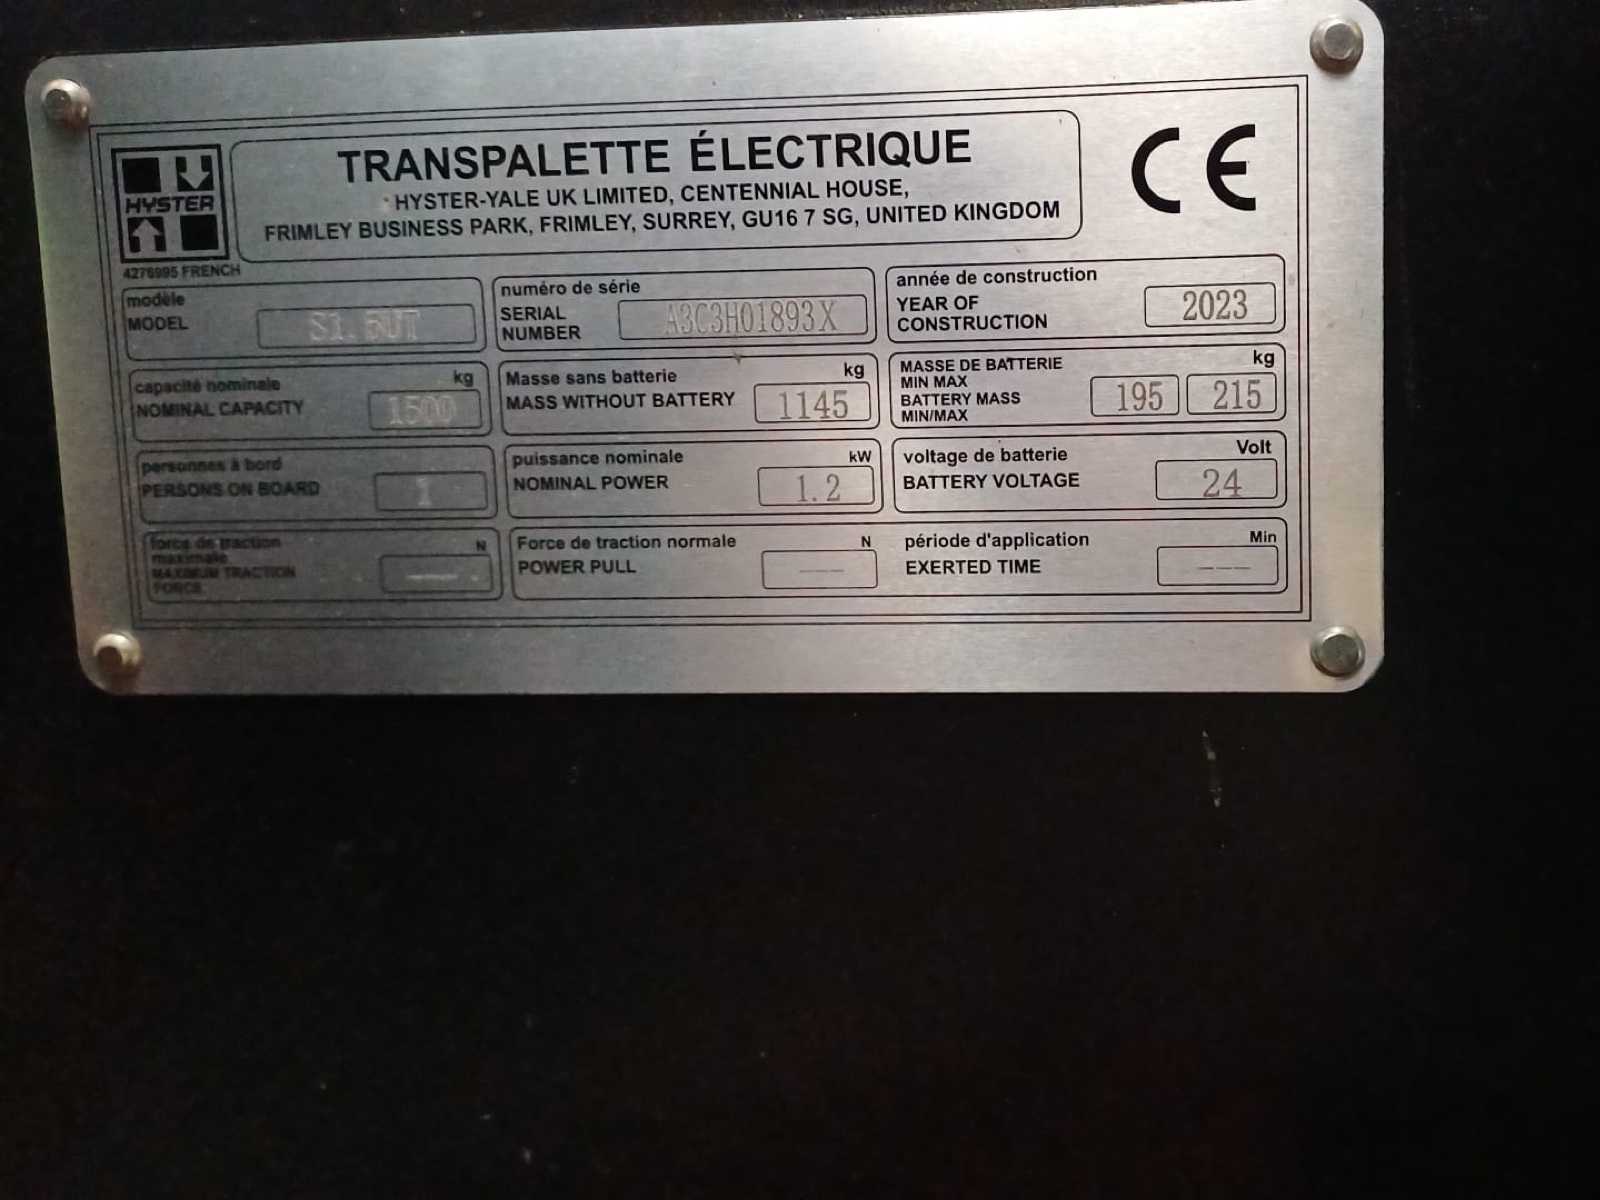 HYSTER
TRANSPALETTE ÉLECTRIQUE
HYSTER-YALE UK LIMITED, CENTENNIAL HOUSE,
FRIMLEY BUSINESS PARK, FRIMLEY, SURREY, GU16 7 SG, UNITED KINGDOM
CE
4276995 FRENCH
modèle
MODEL
S1.5UT
numéro de série
SERIAL
NUMBER
A3C3H01893X
année de construction
YEAR OF
CONSTRUCTION
2023
capacité nominale
NOMINAL CAPACITY
kg
1500
Masse sans batterie
MASS WITHOUT BATTERY
kg
1145
MASSE DE BATTERIE
MIN MAX
BATTERY MASS
MIN/MAX
kg
195 215
personnes à bord
PERSONS ON BOARD
1
puissance nominale
NOMINAL POWER
kW
1.2
voltage de batterie
BATTERY VOLTAGE
Volt
24
force de traction
maximale
MAXIMUM TRACTION
FORCE
N
---
Force de traction normale
POWER PULL
N
---
période d'application
EXERTED TIME
Min
---